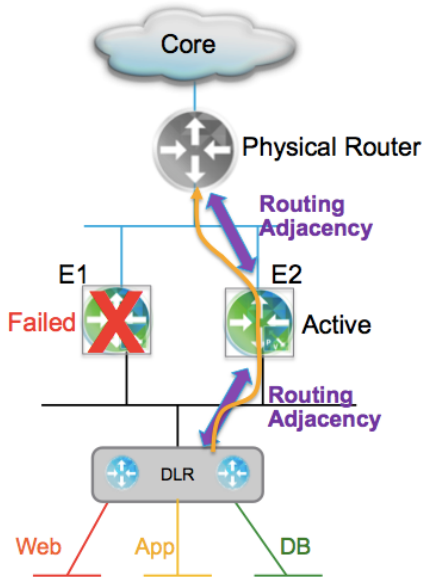 Core
Physical Router
Routing
Adjacency
E1
E2
Failed
Active
Routing
Adjacency
DLR
Web
App
DB